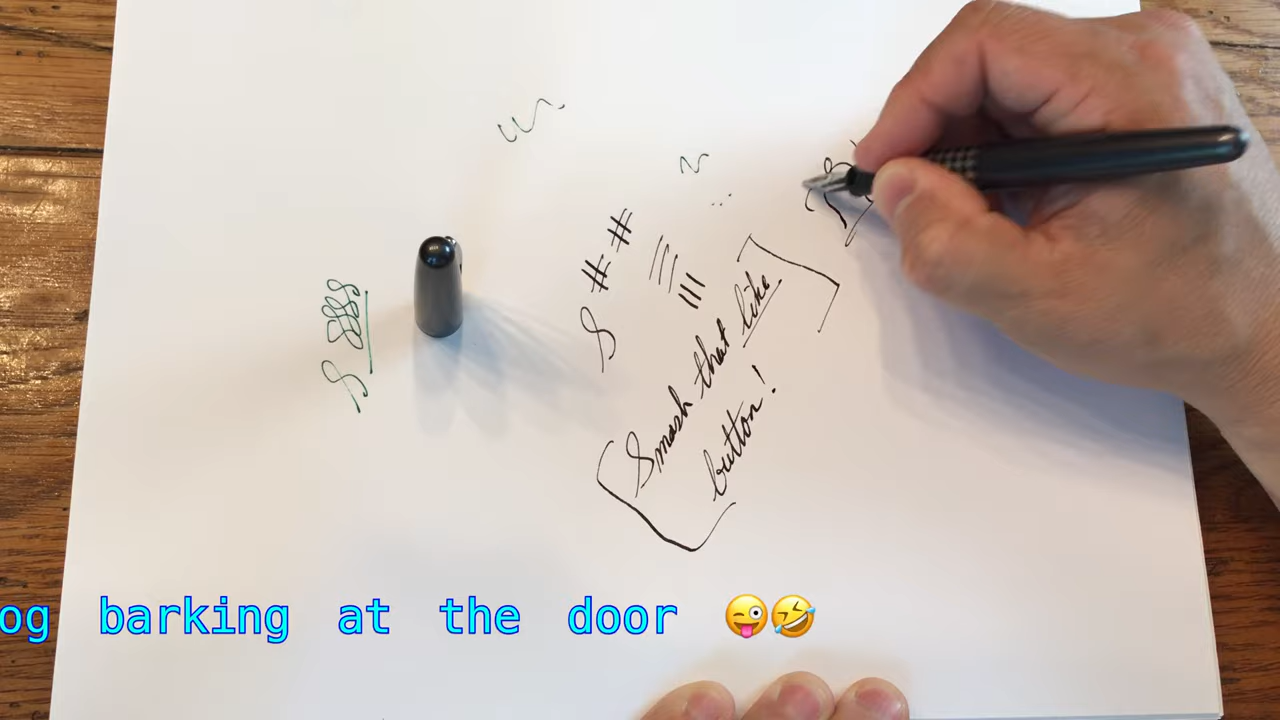 Smash that like
button!
og barking at the door 😜🤣